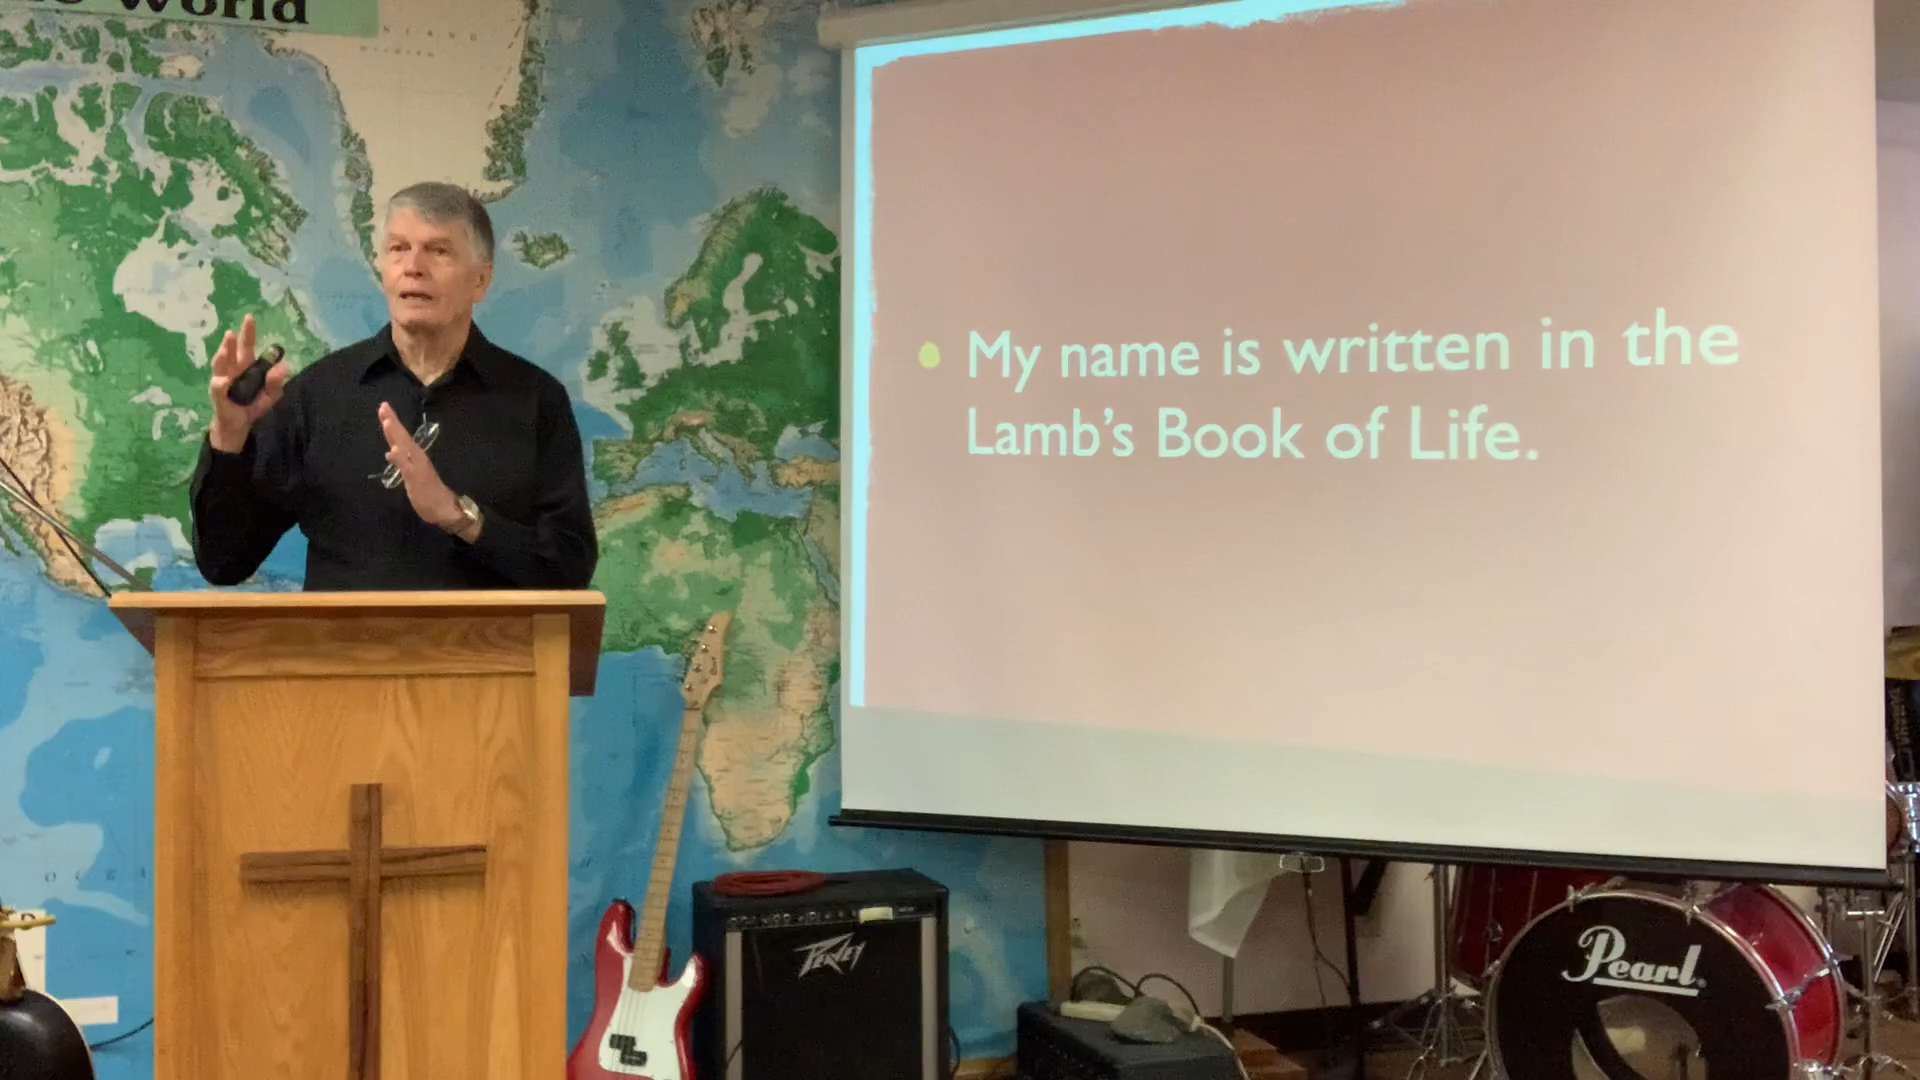 World
My name is written in the
Lamb's Book of Life.
PEAVEY
Pearl